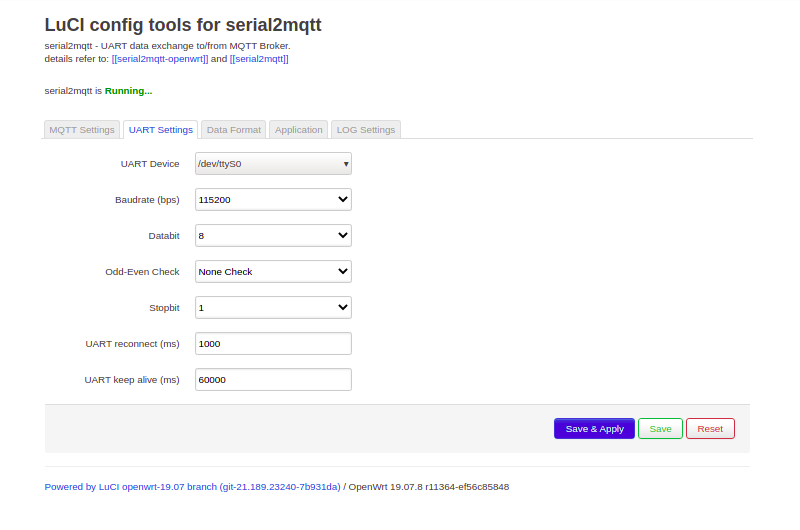 LuCI config tools for serial2mqtt
serial2mqtt - UART data exchange to/from MQTT Broker.
details refer to: [[serial2mqtt-openwrt]] and [[serial2mqtt]]
serial2mqtt is Running...
MQTT Settings UART Settings Data Format Application LOG Settings
UART Device /dev/ttyS0
Baudrate (bps) 115200
Databit 8
Odd-Even Check None Check
Stopbit 1
UART reconnect (ms) 1000
UART keep alive (ms) 60000
Save & Apply Save Reset
Powered by LuCI openwrt-19.07 branch (git-21.189.23240-7b931da) / OpenWrt 19.07.8 r11364-ef56c85848